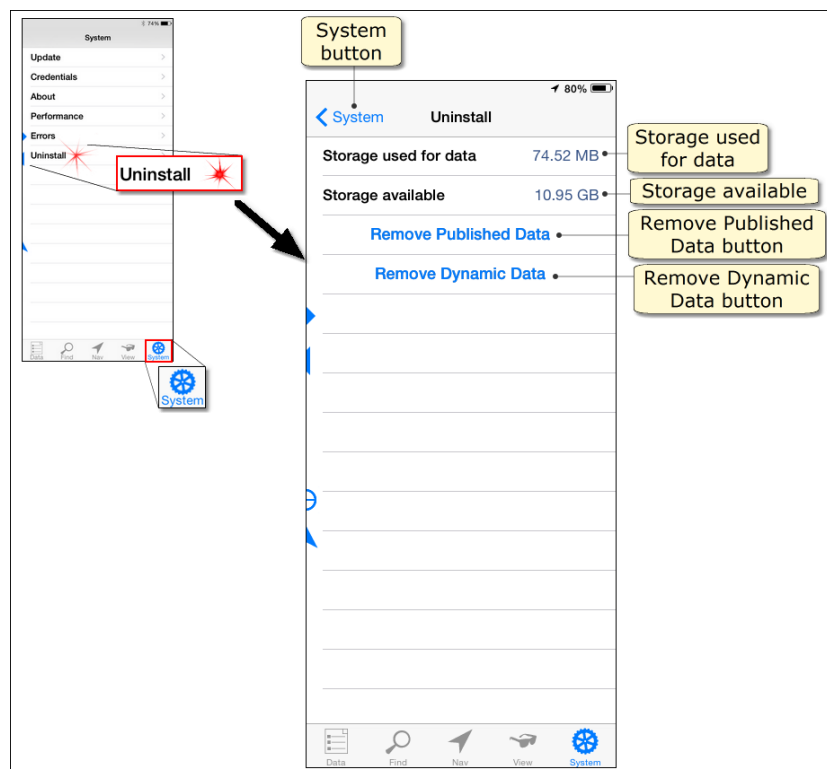 74%
System
Update
Credentials
About
Performance
Errors
Uninstall
Data Find Nav View System
Uninstall
System
System button
80%
System Uninstall
Storage used for data 74.52 MB
Storage available 10.95 GB
Remove Published Data
Remove Dynamic Data
Data Find Nav View System
Storage used
for data
Storage available
Remove Published
Data button
Remove Dynamic
Data button